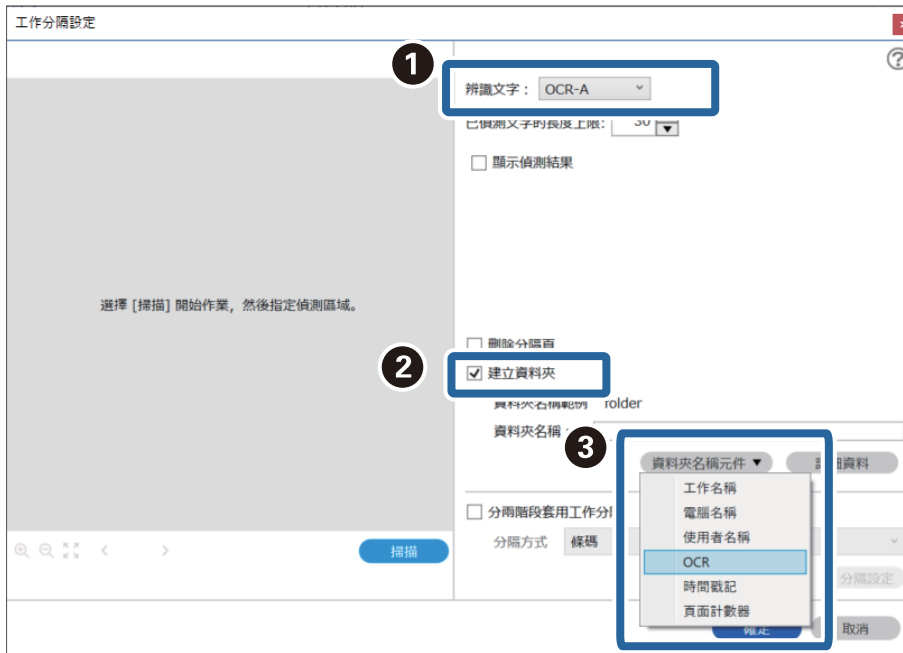 工作分隔設定
1
辨識文字： OCR-A
已偵測文字的長度上限: 30
顯示偵測結果
選擇 [掃描] 開始作業，然後指定偵測區域。
刪除分隔頁
2
建立資料夾
資料夾名稱範例 folder
資料夾名稱：
3
資料夾名稱元件▼ 詳細資料
工作名稱
電腦名稱
使用者名稱
OCR
時間戳記
頁面計數器
分兩階段套用工作分
分隔方式 條碼
掃描
分隔設定
確定 取消